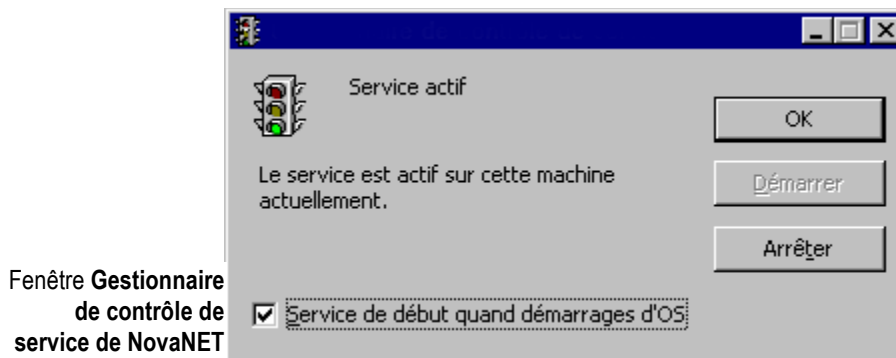 Service actif
OK
Le service est actif sur cette machine
actuellement.
Démarrer
Arrêter
Fenêtre Gestionnaire
de contrôle de
service de NovaNET
Service de début quand démarrages d'OS